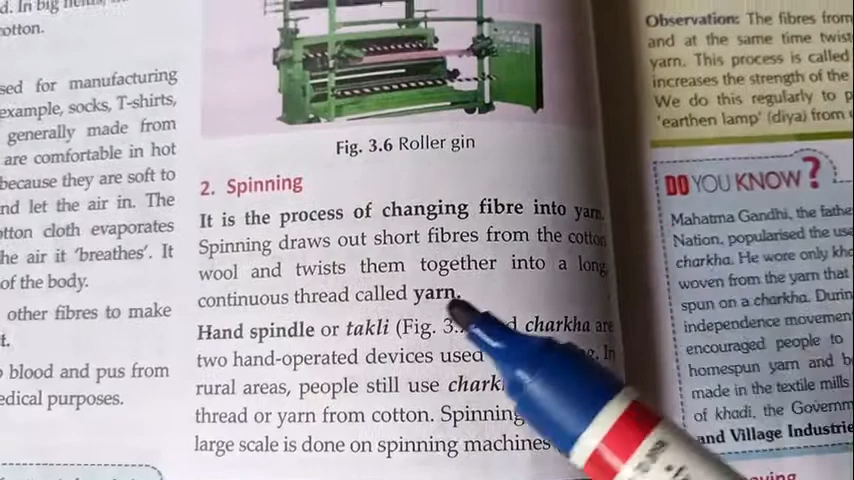 d. In big
cotton.
sed for manufacturing
example, socks, T-shirts,
generally made from
are comfortable in hot
because they are soft to
nd let the air in. The
tton cloth evaporates
he air it 'breathes'. It
of the body.
other fibres to make
t.
blood and pus from
edical purposes.
Fig. 3.6 Roller gin
2. Spinning
It is the process of changing fibre into yarn.
Spinning draws out short fibres from the cotton
wool and twists them together into a long
continuous thread called yarn.
Hand spindle or takli (Fig. 3. charkha are
two hand-operated devices used In
rural areas, people still use
thread or yarn from cotton. Spinning
large scale is done on spinning machines
Observation: The fibres from
and at the same time twist
yarn. This process is called
increases the strength of the
We do this regularly to p
'earthen lamp' (diya) from
DO YOU KNOW?
Mahatma Gandhi, the fathe
Nation, popularised the use
charkha. He wore only kha
woven from the yarn that
spun on a charkha. Durin
independence movemen
encouraged people to
homespun yarn and b
made in the textile mills
of khadi, the Governm
and Village Industrie